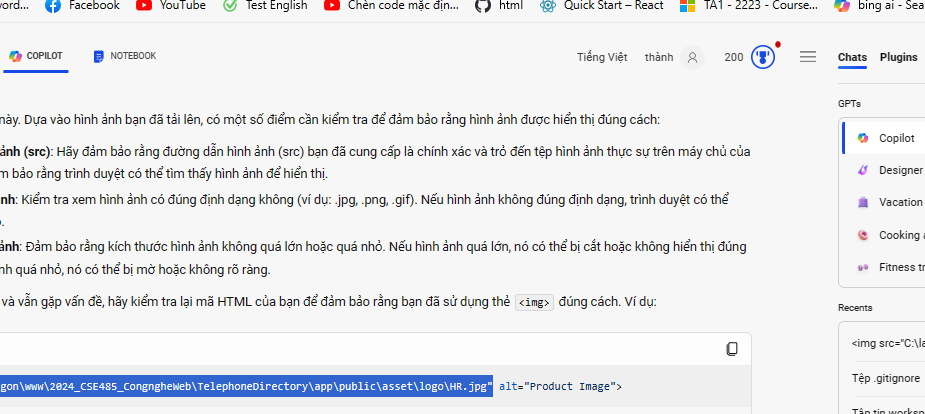 word... Facebook YouTube Test English Chèn code mặc địn... html Quick Start – React TA1 - 2223 - Course... bing ai - Sea
COPILOT NOTEBOOK Tiếng Việt thành 200 Chats Plugins
này. Dựa vào hình ảnh bạn đã tải lên, có một số điểm cần kiểm tra để đảm bảo rằng hình ảnh được hiển thị đúng cách:
ảnh (src): Hãy đảm bảo rằng đường dẫn hình ảnh (src) bạn đã cung cấp là chính xác và trỏ đến tệp hình ảnh thực sự trên máy chủ của
m bảo rằng trình duyệt có thể tìm thấy hình ảnh để hiển thị.
ình: Kiểm tra xem hình ảnh có đúng định dạng không (ví dụ: .jpg, .png, .gif). Nếu hình ảnh không đúng định dạng, trình duyệt có thể
ảnh: Đảm bảo rằng kích thước hình ảnh không quá lớn hoặc quá nhỏ. Nếu hình ảnh quá lớn, nó có thể bị cắt hoặc không hiển thị đúng
nh quá nhỏ, nó có thể bị mờ hoặc không rõ ràng.
và vẫn gặp vấn đề, hãy kiểm tra lại mã HTML của bạn để đảm bảo rằng bạn đã sử dụng thẻ <img> đúng cách. Ví dụ:
gon\www\2024_CSE485_CongngheWeb\TelephoneDirectory\app\public\asset\logo\HR.jpg" alt="Product Image">
GPTs
Copilot
Designer
Vacation
Cooking
Fitness tr
Recents
<img src="C:\la
Tệp .gitignore
Tập tin worksp